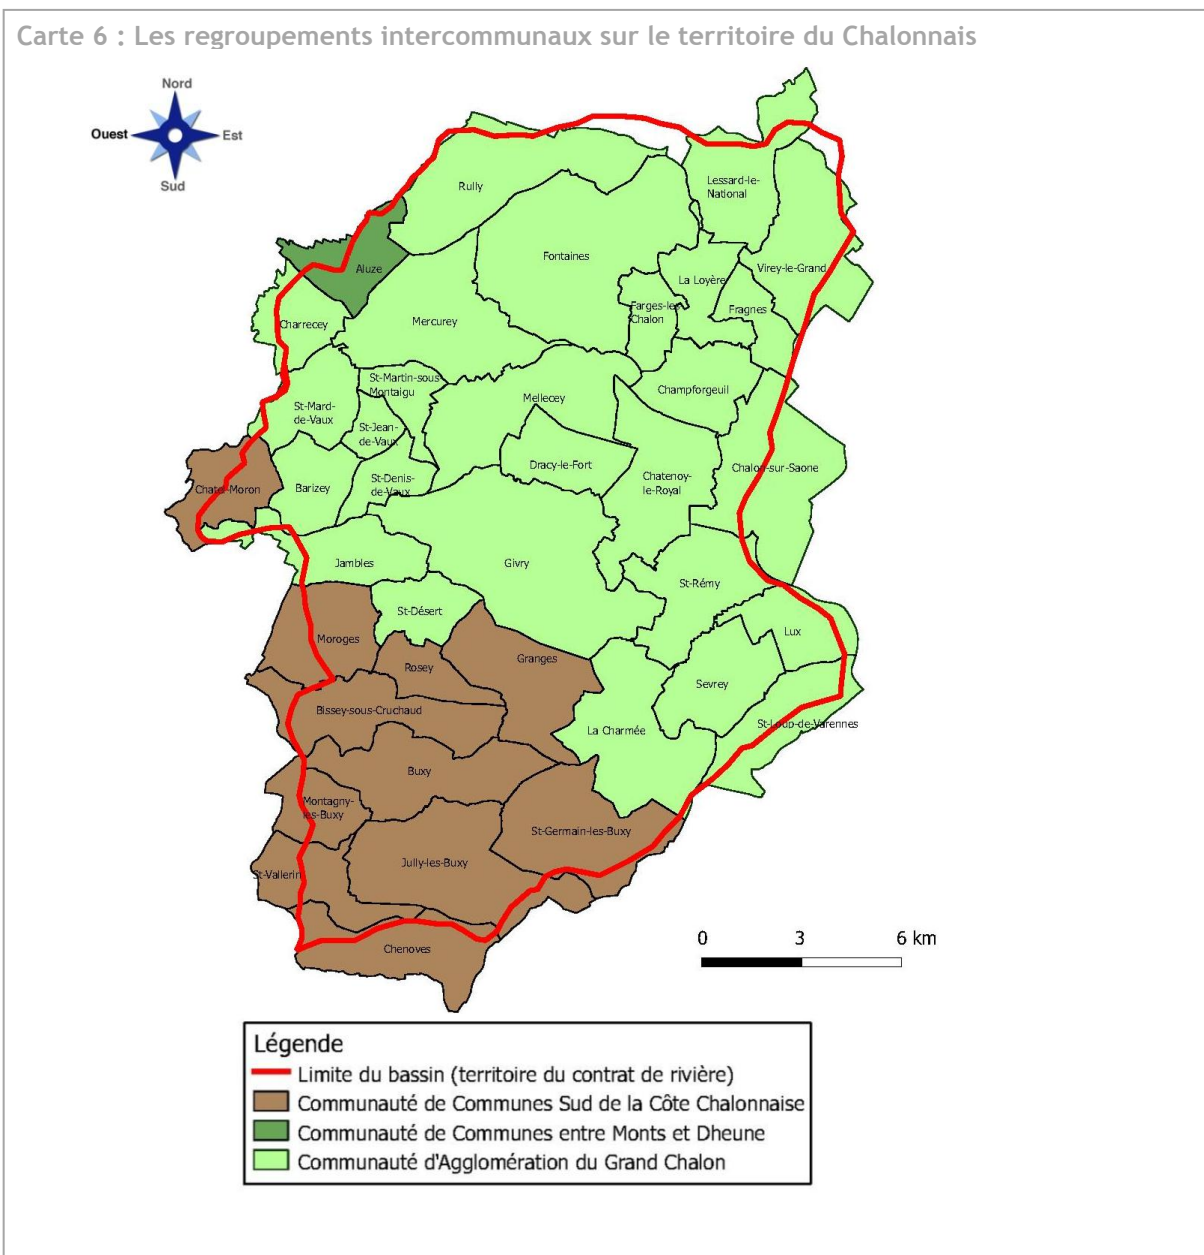 Carte 6 : Les regroupements intercommunaux sur le territoire du Chalonnais
Nord
Ouest
Est
Sud
Rully
Lessard-le-
National
Aluze
Fontaines
Virey-le-Grand
La Loyère
Charrecey
Mercurey
Farges-les
Chalon
Fragnes
St-Martin-sous-
Montaigu
Champforgeuil
St-Mard-
de-Vaux
Mellecey
St-Jean-
de-Vaux
Dracy-le-Fort
Chatenoy-
le-Royal
Chalon-sur-Saone
Chatel-Moron
Barizey
St-Denis-
de-Vaux
Jambles
Givry
St-Rémy
St-Désert
Lux
Moroges
Rosey
Granges
Sevrey
Bissey-sous-Cruchaud
La Charmée
St-Loup-de-Varennes
Buxy
Montagny-
les-Buxy
St-Germain-les-Buxy
Jully-les-Buxy
St-Vallerin
Chenoves
0 3 6 km
Légende
Limite du bassin (territoire du contrat de rivière)
Communauté de Communes Sud de la Côte Chalonnaise
Communauté de Communes entre Monts et Dheune
Communauté d'Agglomération du Grand Chalon